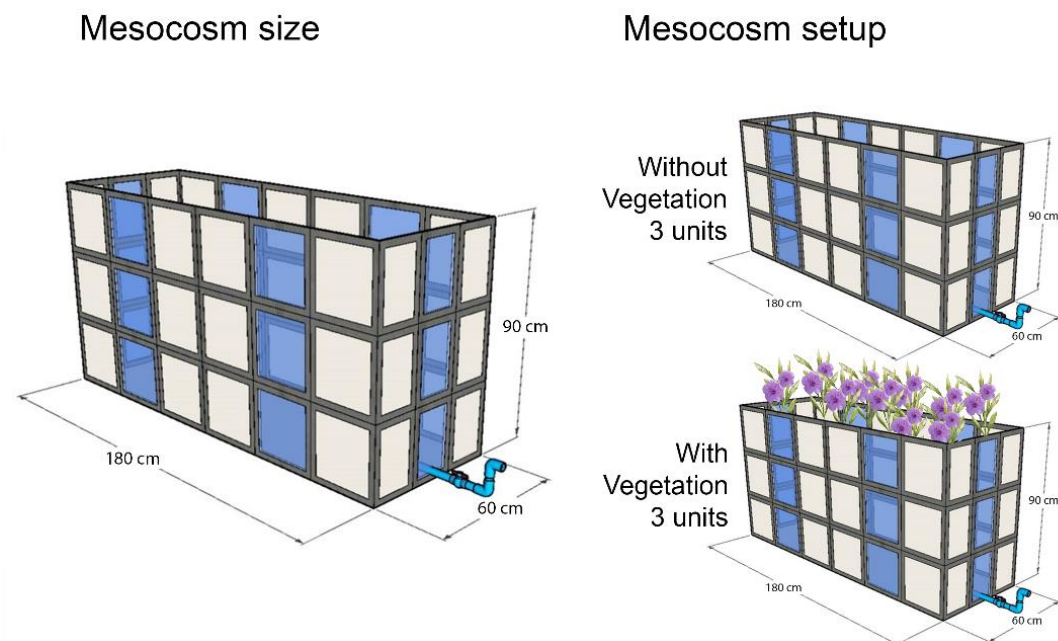 Mesocosm size
90 cm
180 cm
60 cm
Mesocosm setup
Without
Vegetation
3 units
90 cm
180 cm
60 cm
With
Vegetation
3 units
90 cm
180 cm
60 cm